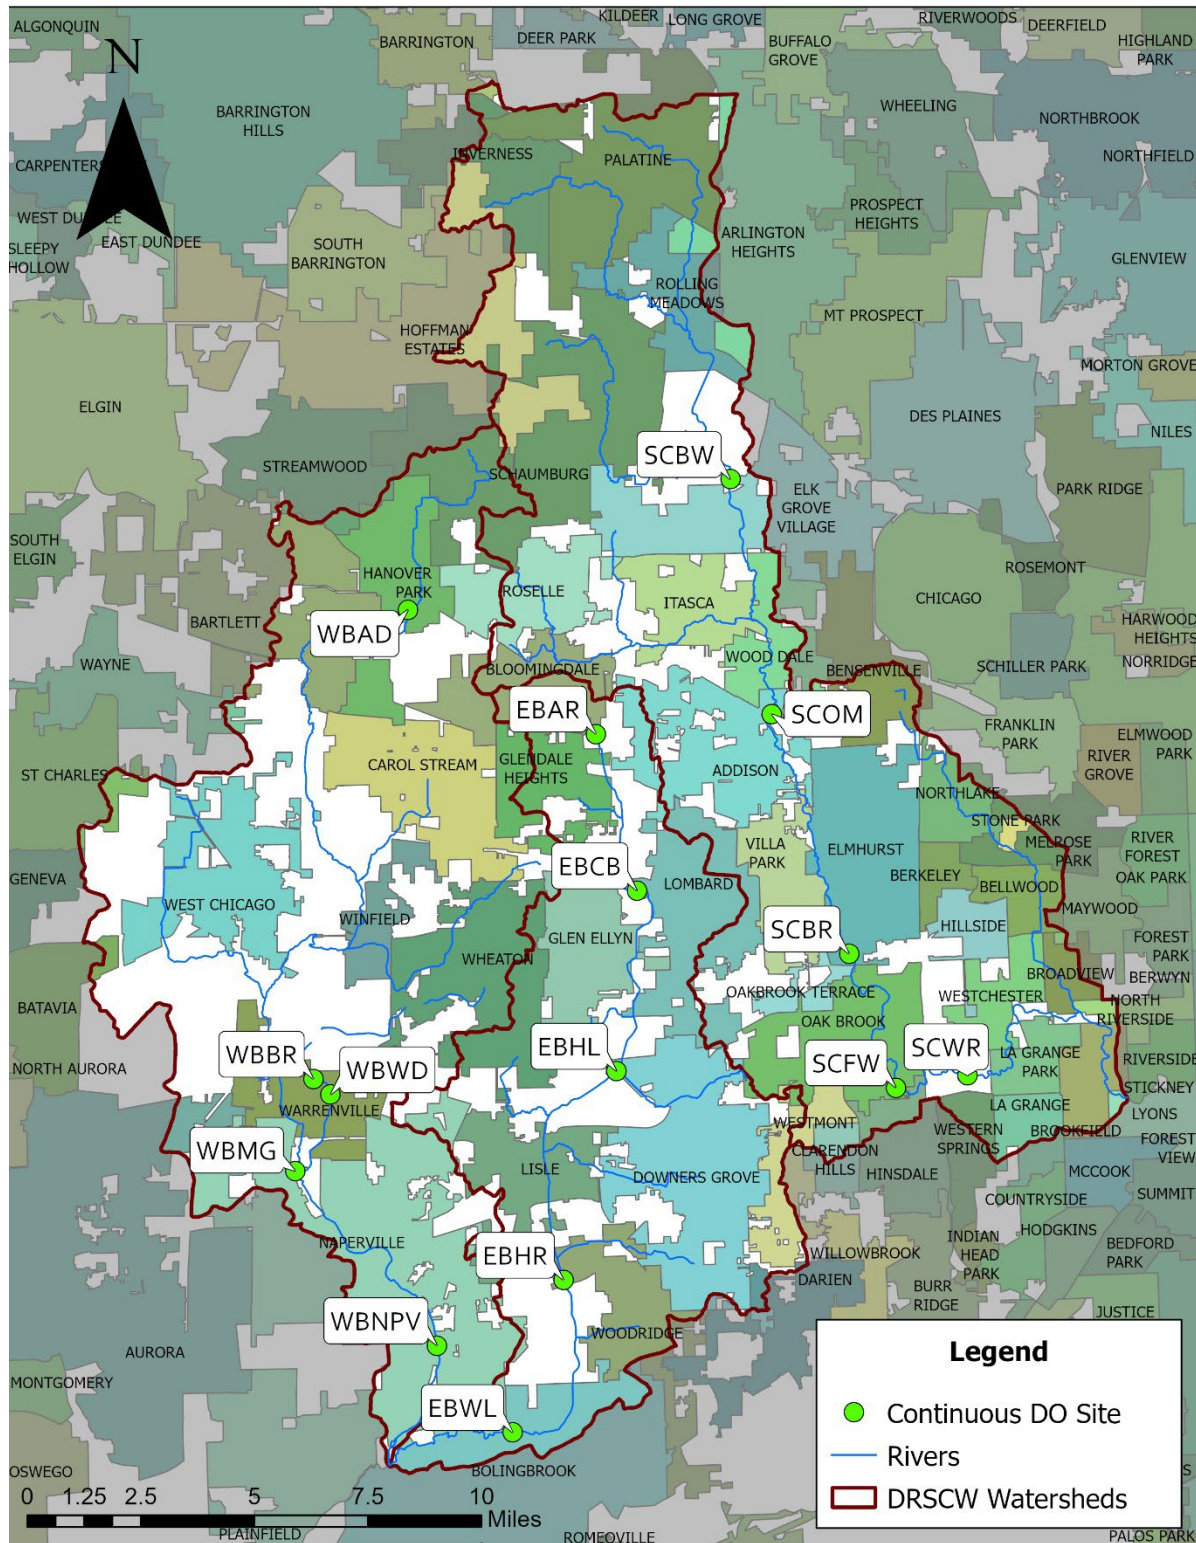 ALGONQUIN
KILDEER
LONG GROVE
RIVERWOODS
DEERFIELD
BARRINGTON
DEER PARK
BUFFALO
GROVE
HIGHLAND
PARK
N
BARRINGTON
HILLS
WHEELING
NORTHBROOK
CARPENTERS
INVERNESS
PALATINE
NORTHFIELD
WEST DUNDEE
EAST DUNDEE
SLEEPY
HOLLOW
SOUTH
BARRINGTON
PROSPECT
HEIGHTS
ARLINGTON
HEIGHTS
GLENVIEW
ROLLING
MEADOWS
HOFFMAN
ESTATES
MT PROSPECT
MORTON GROVE
ELGIN
DES PLAINES
NILES
SCBW
STREAMWOOD
SCHAUMBURG
ELK
GROVE
VILLAGE
PARK RIDGE
SOUTH
ELGIN
HANOVER
PARK
ROSELLE
ITASCA
ROSEMONT
CHICAGO
BARTLETT
WBAD
HARWOOD
HEIGHTS
WAYNE
BLOOMINGDALE
WOOD DALE
BENSENVILLE
SCHILLER PARK
NORRIDGE
EBAR
SCOM
FRANKLIN
PARK
ELMWOOD
PARK
ST CHARLES
CAROL STREAM
GLENDALE
HEIGHTS
ADDISON
RIVER
GROVE
NORTHLAKE
STONE PARK
VILLA
PARK
ELMHURST
MELROSE
PARK
RIVER
FOREST
OAK PARK
GENEVA
EBCB
LOMBARD
BERKELEY
BELLWOOD
WEST CHICAGO
WINFIELD
MAYWOOD
HILLSIDE
GLEN ELLYN
SCBR
FOREST
PARK
WHEATON
BROADVIEW
BERWYN
BATAVIA
OAKBROOK TERRACE
WESTCHESTER
NORTH
RIVERSIDE
OAK BROOK
WBBR
EBHL
SCWR
NORTH AURORA
WBWD
SCFW
LA GRANGE
PARK
RIVERSIDE
STICKNEY
WARRENVILLE
WESTMONT
LA GRANGE
LYONS
WBMG
CLARENDON
HILLS
WESTERN
SPRINGS
BROOKFIELD
FOREST
VIEW
LISLE
DOWNERS GROVE
HINSDALE
MCCOOK
SUMMIT
COUNTRYSIDE
HODGKINS
NAPERVILLE
EBHR
WILLOWBROOK
INDIAN
HEAD
PARK
BEDFORD
PARK
DARIEN
BURR
RIDGE
JUSTICE
WBNPV
WOODRIDGE
AURORA
MONTGOMERY
EBWL
BOLINGBROOK
OSWEGO
0 1.25 2.5 5 7.5 10
Miles
PLAINFIELD
ROMEOVILLE
Legend
Continuous DO Site
Rivers
DRSCW Watersheds
PALOS PARK